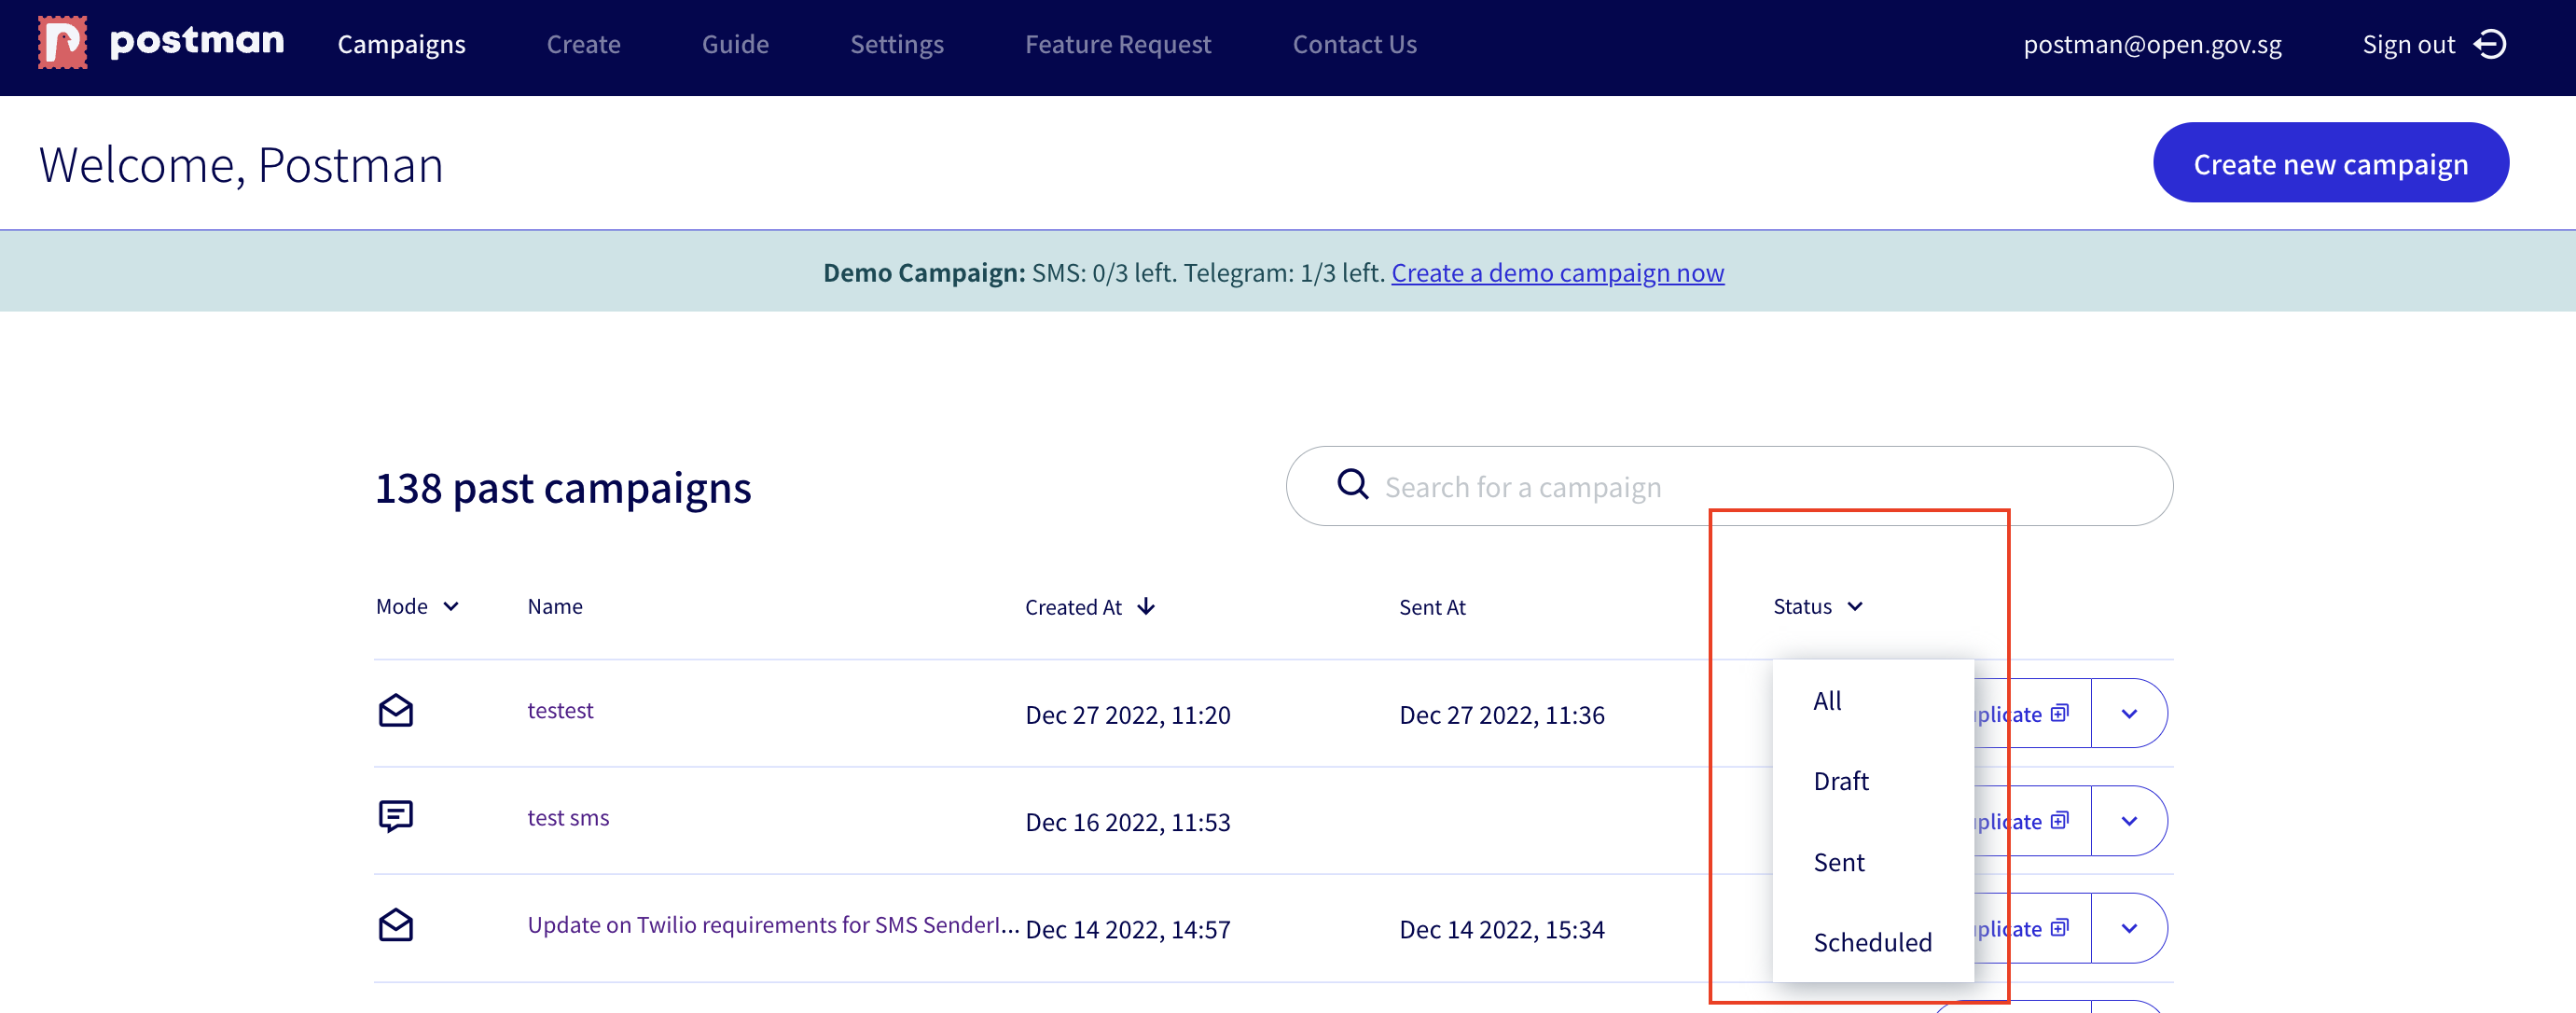 postman Campaigns Create Guide Settings Feature Request Contact Us postman@open.gov.sg Sign out
Welcome, Postman
Create new campaign
Demo Campaign: SMS: 0/3 left. Telegram: 1/3 left. Create a demo campaign now
138 past campaigns
Search for a campaign
Mode Name Created At Sent At Status
testest Dec 27 2022, 11:20 Dec 27 2022, 11:36 All
plicate
Draft
test sms Dec 16 2022, 11:53 plicate
Sent
Update on Twilio requirements for SMS SenderI... Dec 14 2022, 14:57 Dec 14 2022, 15:34 plicate
Scheduled